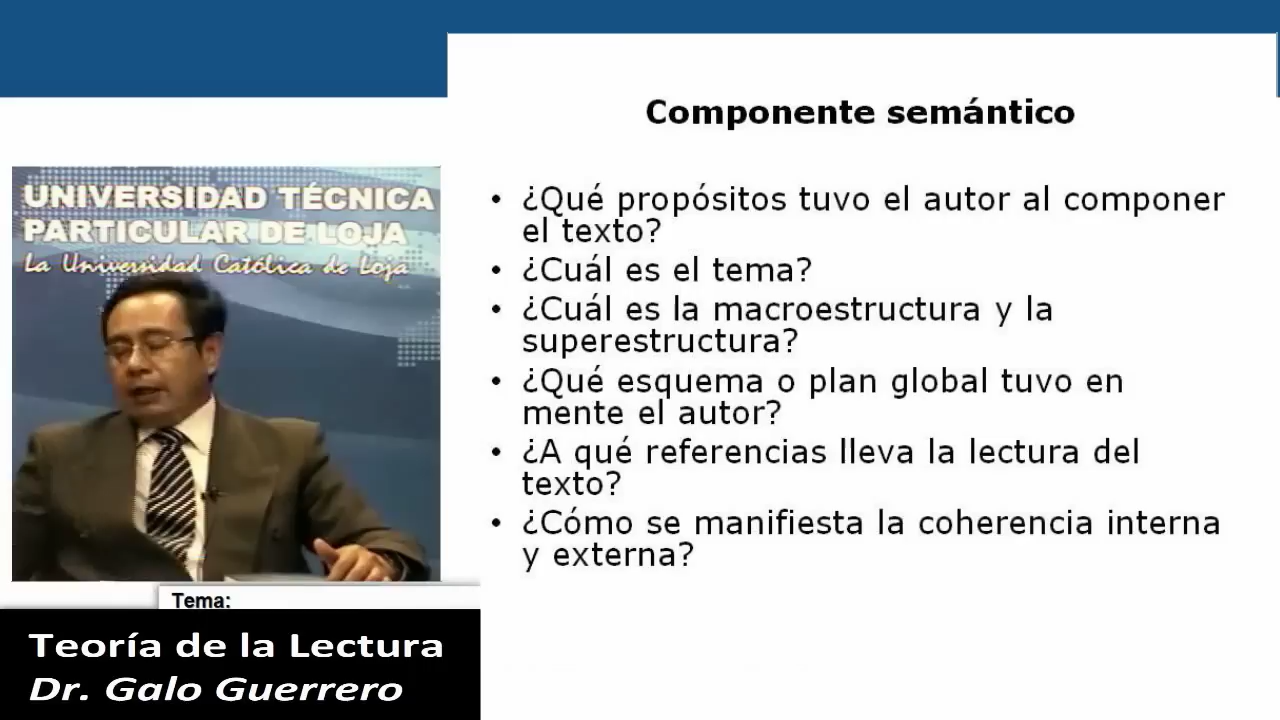 Componente semántico
UNIVERSIDAD TÉCNICA
PARTICULAR DE LOJA
La Universidad Católica de Loja
• ¿Qué propósitos tuvo el autor al componer
el texto?
• ¿Cuál es el tema?
• ¿Cuál es la macroestructura y la
superestructura?
• ¿Qué esquema o plan global tuvo en
mente el autor?
• ¿A qué referencias lleva la lectura del
texto?
• ¿Cómo se manifiesta la coherencia interna
y externa?
Tema:
Teoría de la Lectura
Dr. Galo Guerrero